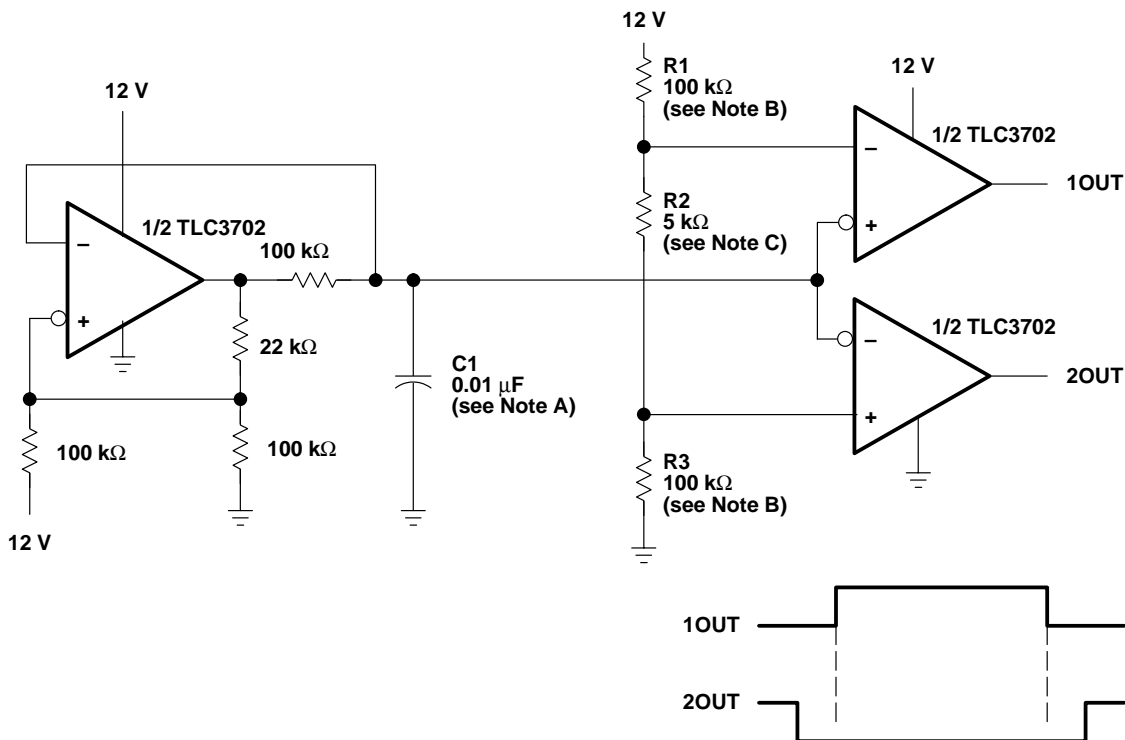 12 V
R1
100 kΩ
(see Note B)
12 V
12 V
1/2 TLC3702
−
1OUT
+
R2
5 kΩ
(see Note C)
1/2 TLC3702
−
100 kΩ
+
22 kΩ
1/2 TLC3702
−
2OUT
+
C1
0.01 μF
(see Note A)
100 kΩ
100 kΩ
R3
100 kΩ
(see Note B)
12 V
1OUT
2OUT